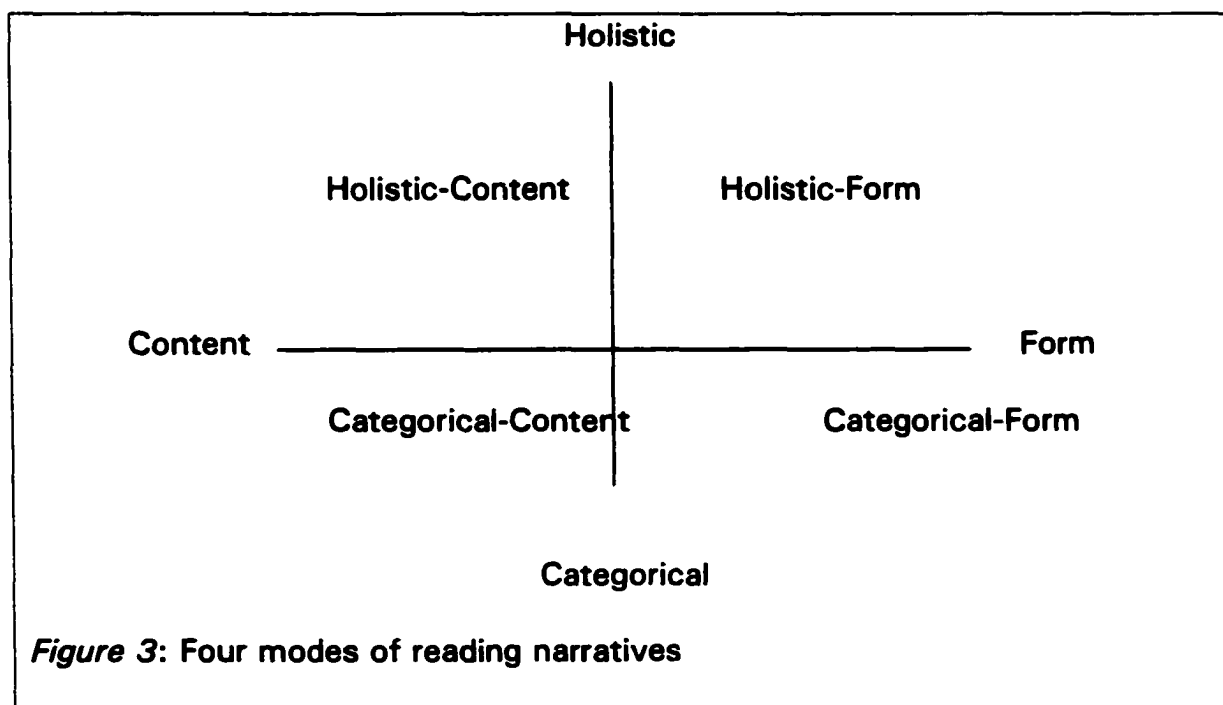 Holistic
Holistic-Content Holistic-Form
Content Form
Categorical-Content Categorical-Form
Categorical
Figure 3: Four modes of reading narratives